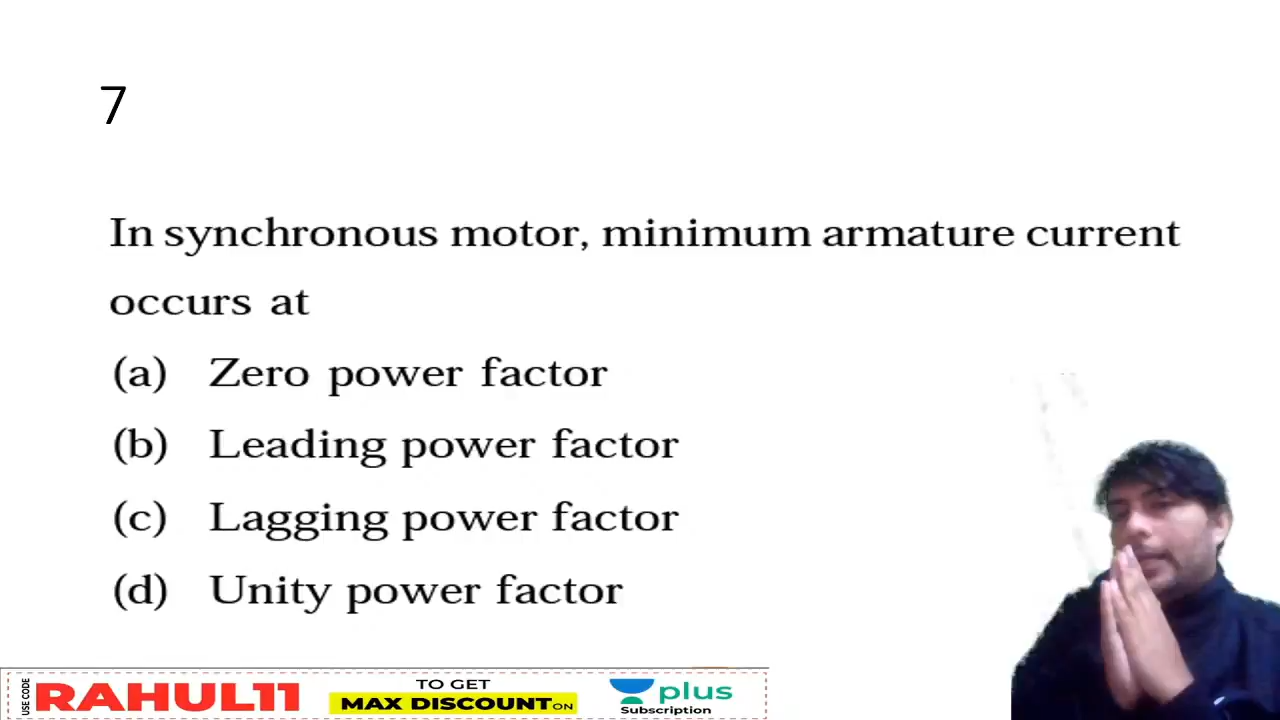 7
In synchronous motor, minimum armature current
occurs at
(a) Zero power factor
(b) Leading power factor
(c) Lagging power factor
(d) Unity power factor
USE CODE
RAHUL11
TO GET
MAX DISCOUNT ON
plus
Subscription